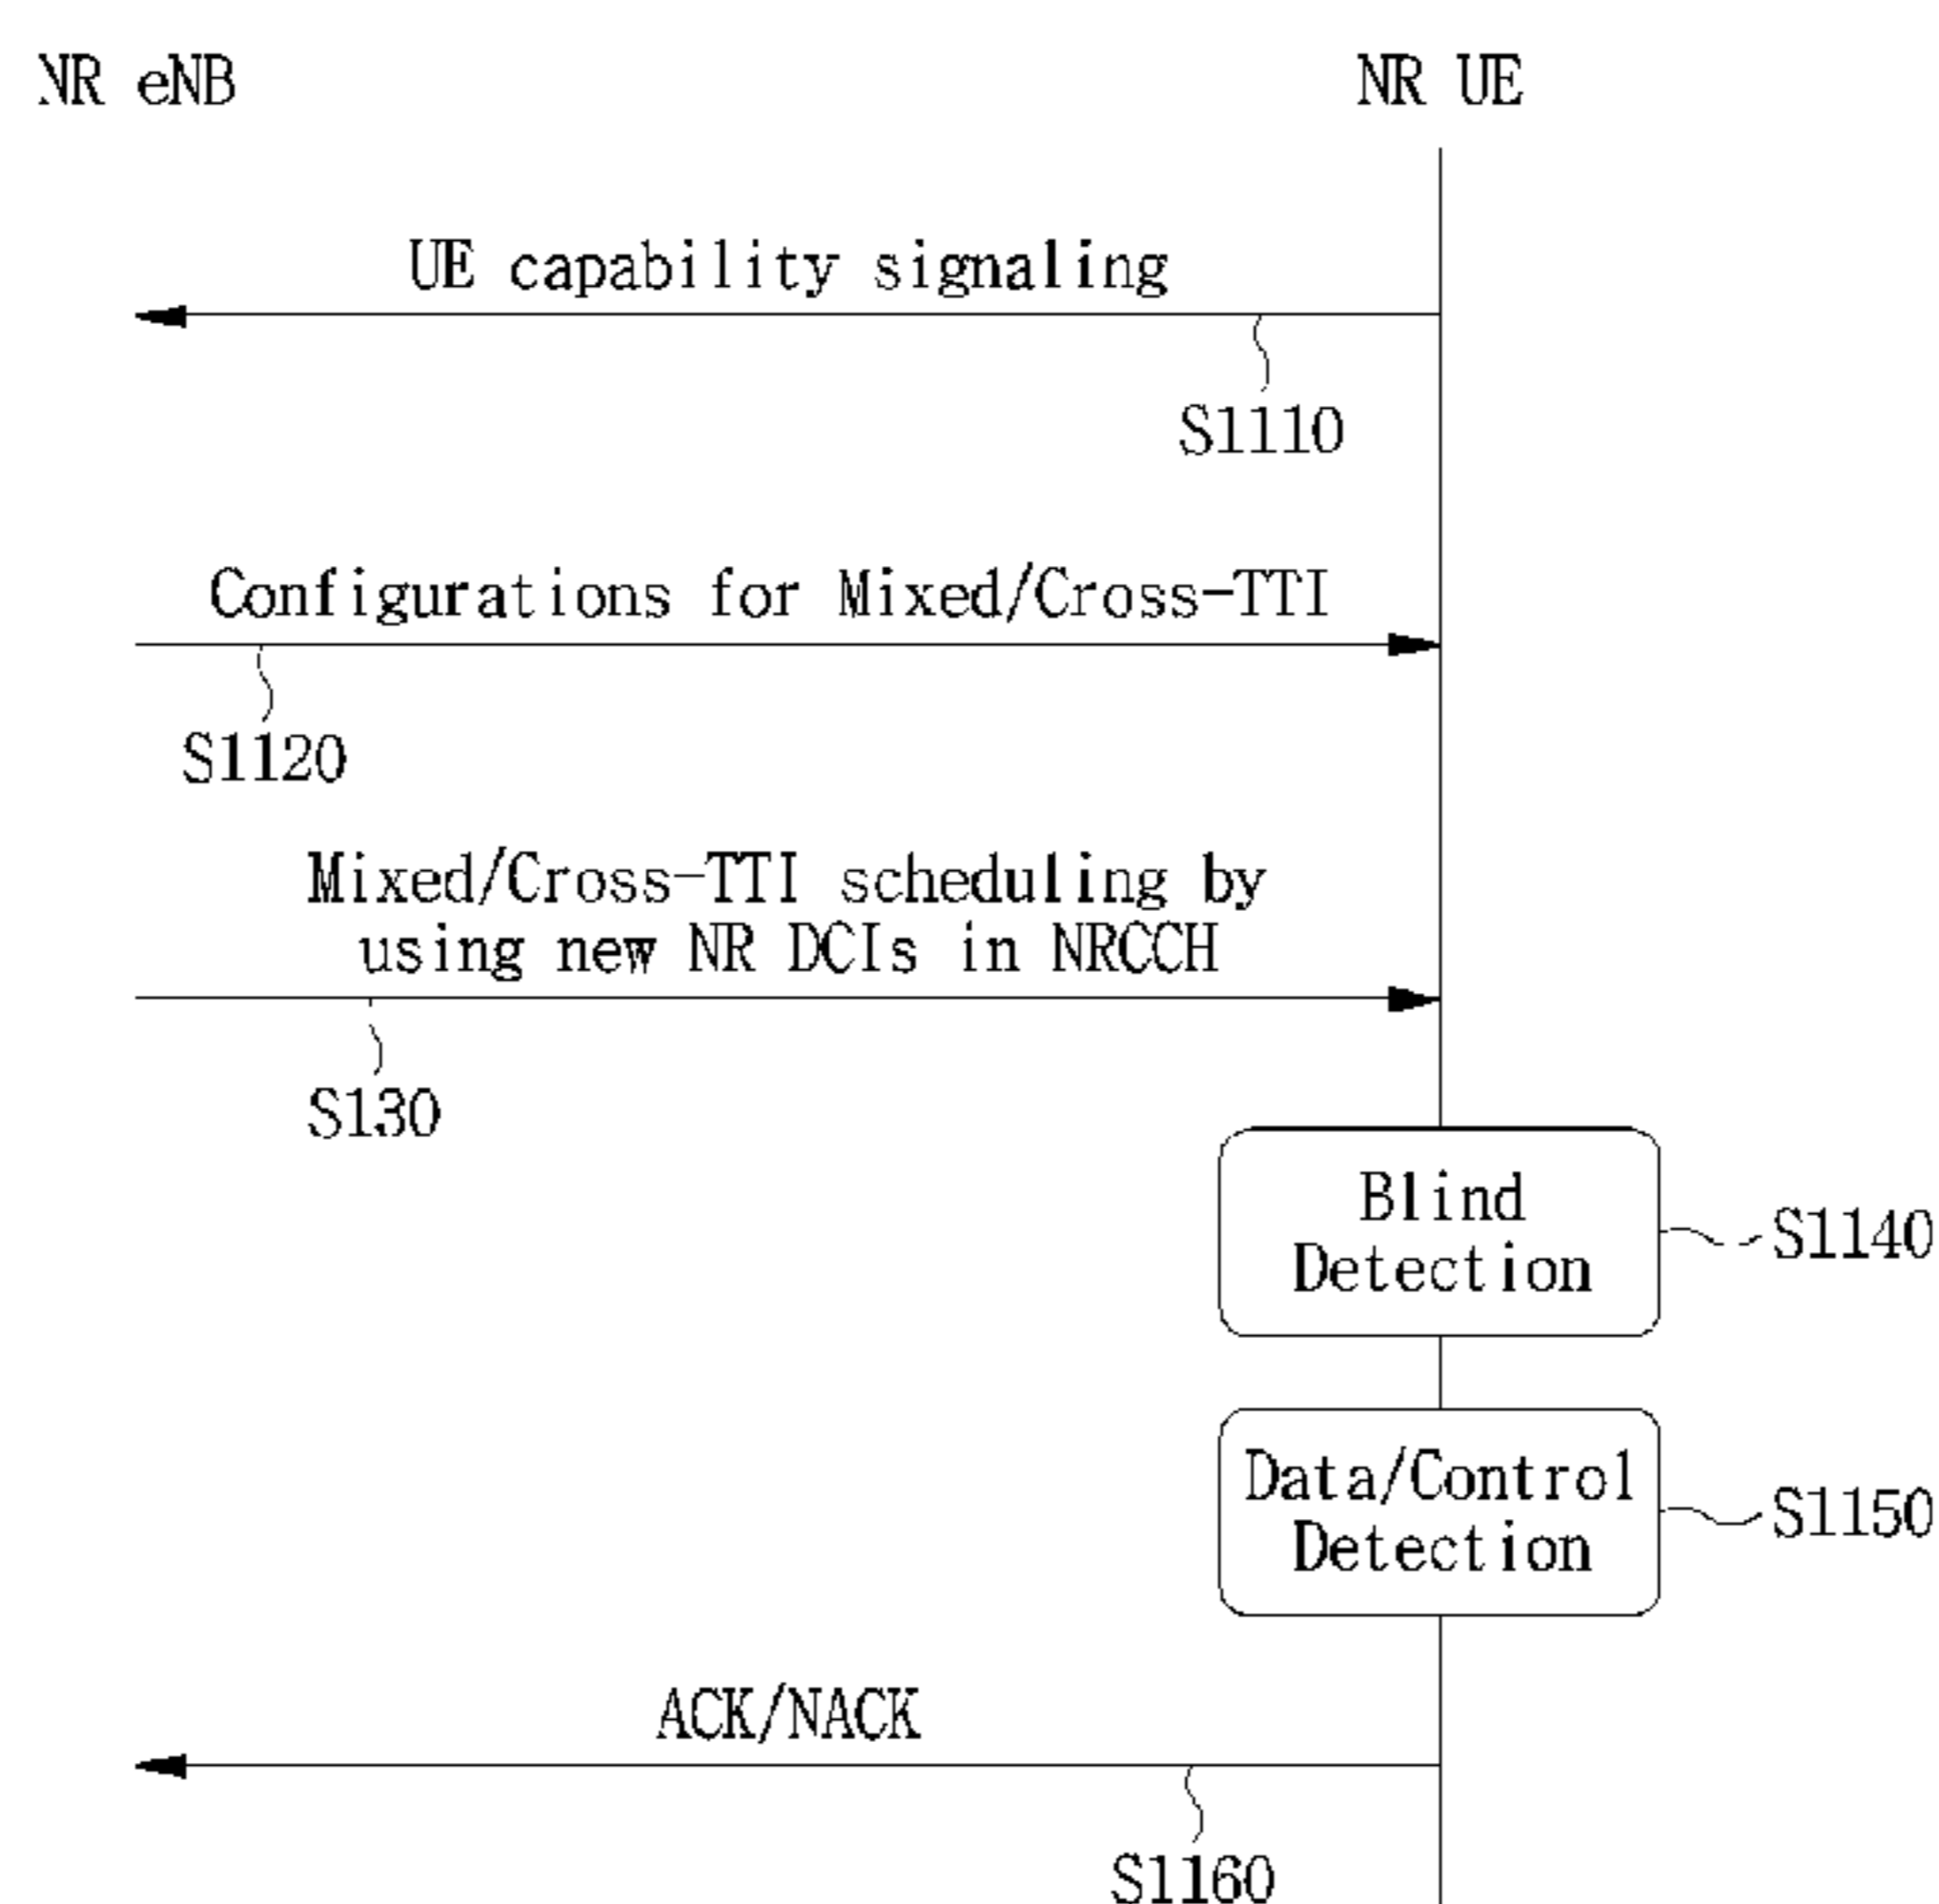 NR eNB
NR UE
UE capability signaling
S1110
Configurations for Mixed/Cross-TTI
S1120
Mixed/Cross-TTI scheduling by
using new NR DCIs in NRCCH
S130
Blind
Detection
S1140
Data/Control
Detection
S1150
ACK/NACK
S1160